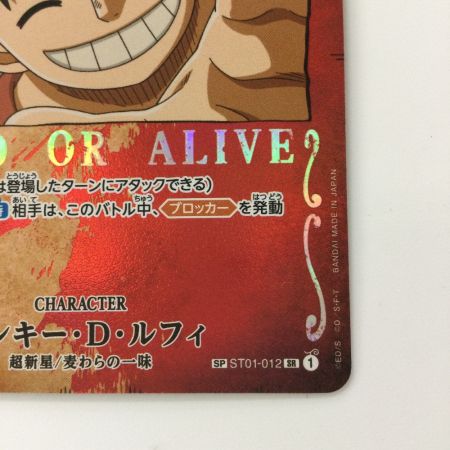 D OR ALIVE
は登場したターンにアタックできる)
相手は、このバトル中、ブロッカーを発動
CHARACTER
ンキー・D・ルフィ
超新星/麦わらの一味
SP ST01-012 SR 1
©EO/S ©O・S・F・T BANDAI MADE IN JAPAN